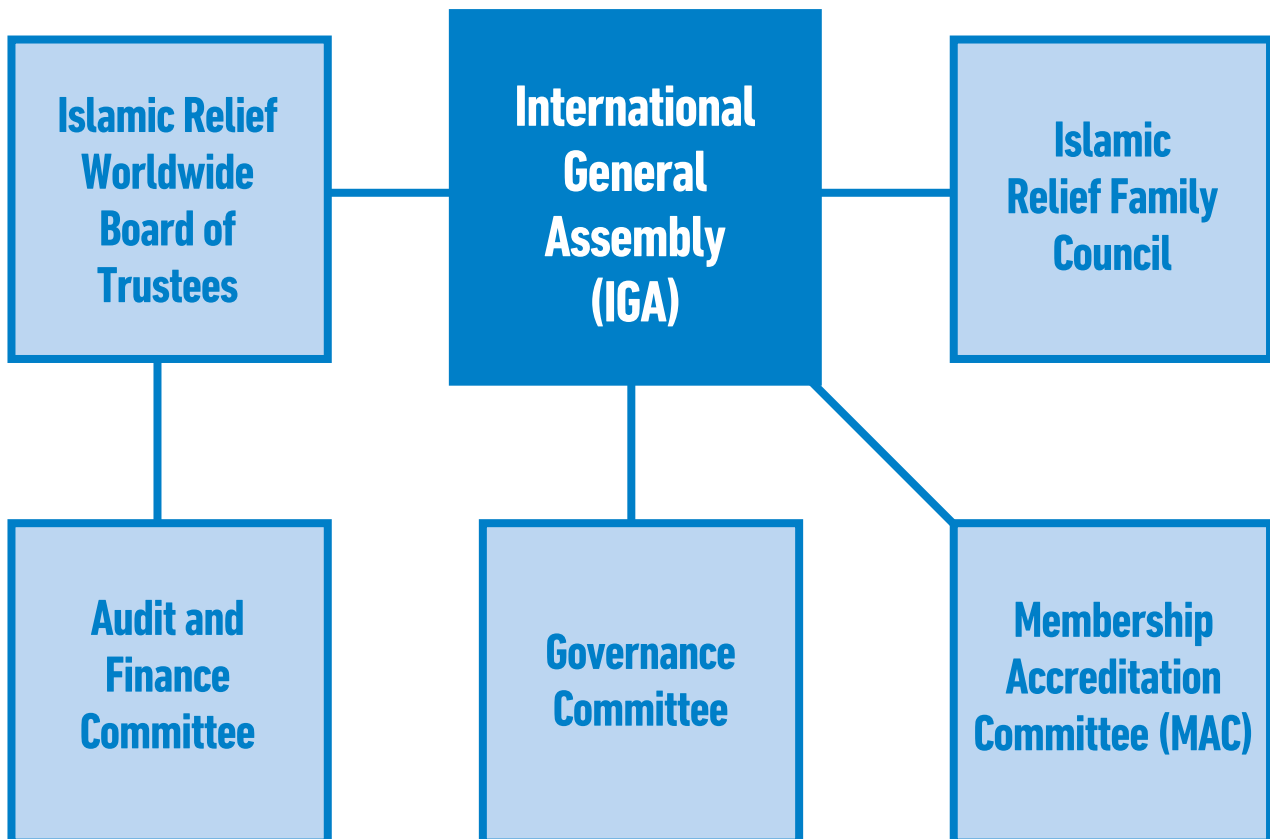 Islamic Relief
Worldwide
Board of
Trustees
International
General
Assembly
(IGA)
Islamic
Relief Family
Council
Audit and
Finance
Committee
Governance
Committee
Membership
Accreditation
Committee (MAC)